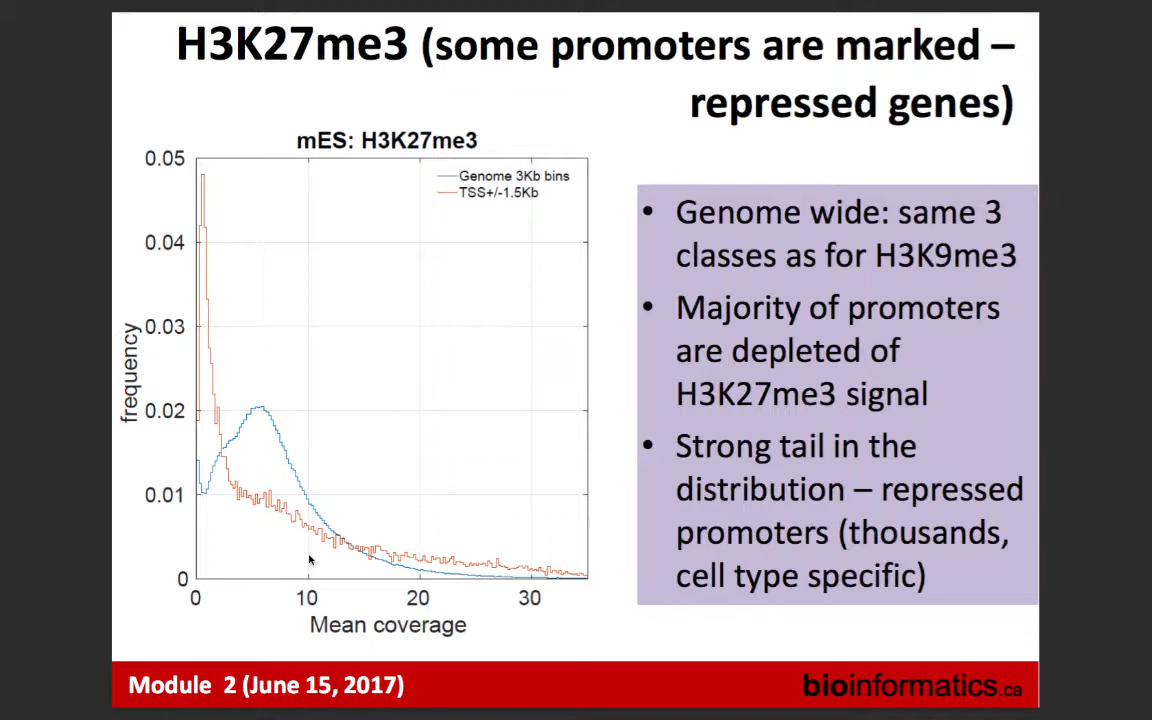 H3K27me3 (some promoters are marked –
repressed genes)
mES: H3K27me3
0.05
0.04
0.03
0.02
0.01
0
frequency
Genome 3Kb bins
TSS+/-1.5Kb
0 10 20 30
Mean coverage
• Genome wide: same 3
classes as for H3K9me3
• Majority of promoters
are depleted of
H3K27me3 signal
• Strong tail in the
distribution – repressed
promoters (thousands,
cell type specific)
Module 2 (June 15, 2017)
bioinformatics.ca